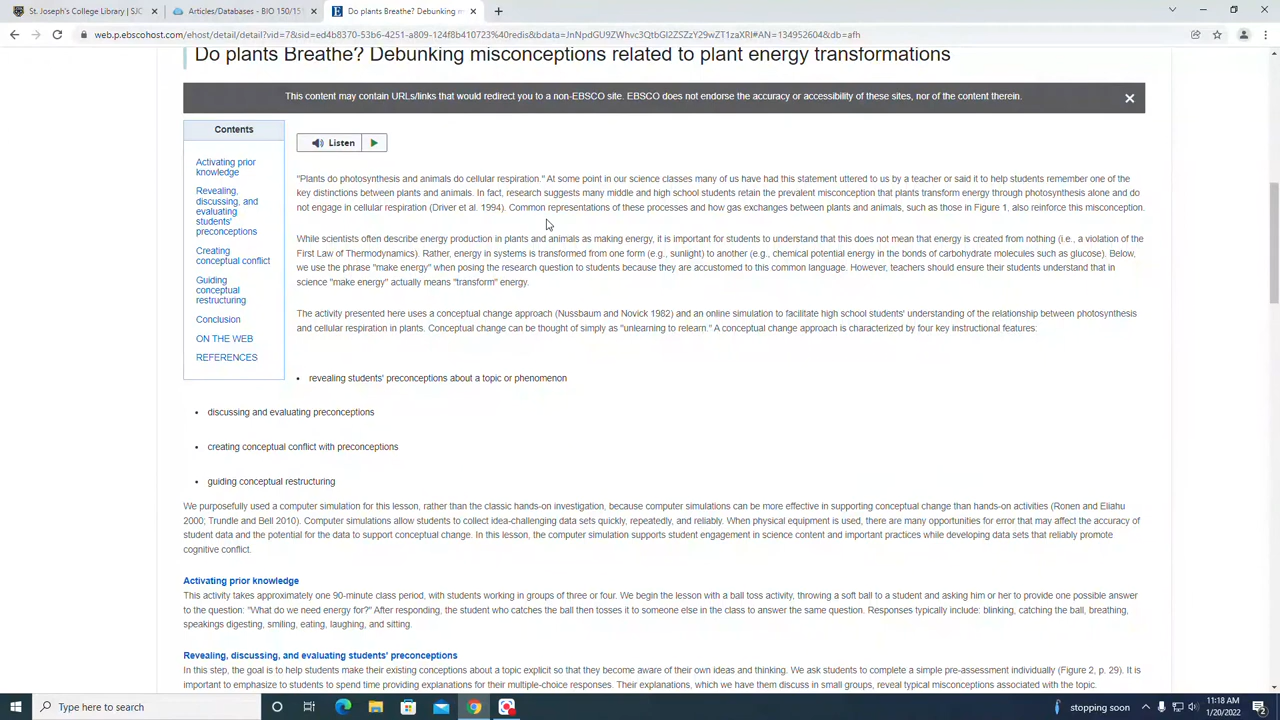 St. Joseph's College Library | SJC
Articles/Databases - BIO 150/151
Do plants Breathe? Debunking mi
web.p.ebscohost.com/ehost/detail/detail?vid=7&sid=ed4b8370-53b6-4251-a809-124f8b410723%40redis&bdata=JnNpdGU9ZWhvc3QtbGl2ZSZzY29wZT1zaXRl#AN=134952604&db=afh
Do plants Breathe? Debunking misconceptions related to plant energy transformations
This content may contain URLs/links that would redirect you to a non-EBSCO site. EBSCO does not endorse the accuracy or accessibility of these sites, nor of the content therein.
Contents
Activating prior
knowledge
Revealing,
discussing, and
evaluating
students'
preconceptions
Creating
conceptual conflict
Guiding
conceptual
restructuring
Conclusion
ON THE WEB
REFERENCES
Listen
"Plants do photosynthesis and animals do cellular respiration." At some point in our science classes many of us have had this statement uttered to us by a teacher or said it to help students remember one of the
key distinctions between plants and animals. In fact, research suggests many middle and high school students retain the prevalent misconception that plants transform energy through photosynthesis alone and do
not engage in cellular respiration (Driver et al. 1994). Common representations of these processes and how gas exchanges between plants and animals, such as those in Figure 1, also reinforce this misconception.
While scientists often describe energy production in plants and animals as making energy, it is important for students to understand that this does not mean that energy is created from nothing (i.e., a violation of the
First Law of Thermodynamics). Rather, energy in systems is transformed from one form (e.g., sunlight) to another (e.g., chemical potential energy in the bonds of carbohydrate molecules such as glucose). Below,
we use the phrase "make energy" when posing the research question to students because they are accustomed to this common language. However, teachers should ensure their students understand that in
science "make energy" actually means "transform" energy.
The activity presented here uses a conceptual change approach (Nussbaum and Novick 1982) and an online simulation to facilitate high school students' understanding of the relationship between photosynthesis
and cellular respiration in plants. Conceptual change can be thought of simply as "unlearning to relearn." A conceptual change approach is characterized by four key instructional features:
• revealing students' preconceptions about a topic or phenomenon
• discussing and evaluating preconceptions
• creating conceptual conflict with preconceptions
• guiding conceptual restructuring
We purposefully used a computer simulation for this lesson, rather than the classic hands-on investigation, because computer simulations can be more effective in supporting conceptual change than hands-on activities (Ronen and Eliahu
2000; Trundle and Bell 2010). Computer simulations allow students to collect idea-challenging data sets quickly, repeatedly, and reliably. When physical equipment is used, there are many opportunities for error that may affect the accuracy of
student data and the potential for the data to support conceptual change. In this lesson, the computer simulation supports student engagement in science content and important practices while developing data sets that reliably promote
cognitive conflict.
Activating prior knowledge
This activity takes approximately one 90-minute class period, with students working in groups of three or four. We begin the lesson with a ball toss activity, throwing a soft ball to a student and asking him or her to provide one possible answer
to the question: "What do we need energy for?" After responding, the student who catches the ball then tosses it to someone else in the class to answer the same question. Responses typically include: blinking, catching the ball, breathing,
speakings digesting, smiling, eating, laughing, and sitting.
Revealing, discussing, and evaluating students' preconceptions
In this step, the goal is to help students make their existing conceptions about a topic explicit so that they become aware of their own ideas and thinking. We ask students to complete a simple pre-assessment individually (Figure 2, p. 29). It is
important to emphasize to students to spend time providing explanations for their multiple-choice responses. Their explanations, which we have them discuss in small groups, reveal typical misconceptions associated with the topic.
Type here to search
stopping soon
11:18 AM
1/20/2022
2